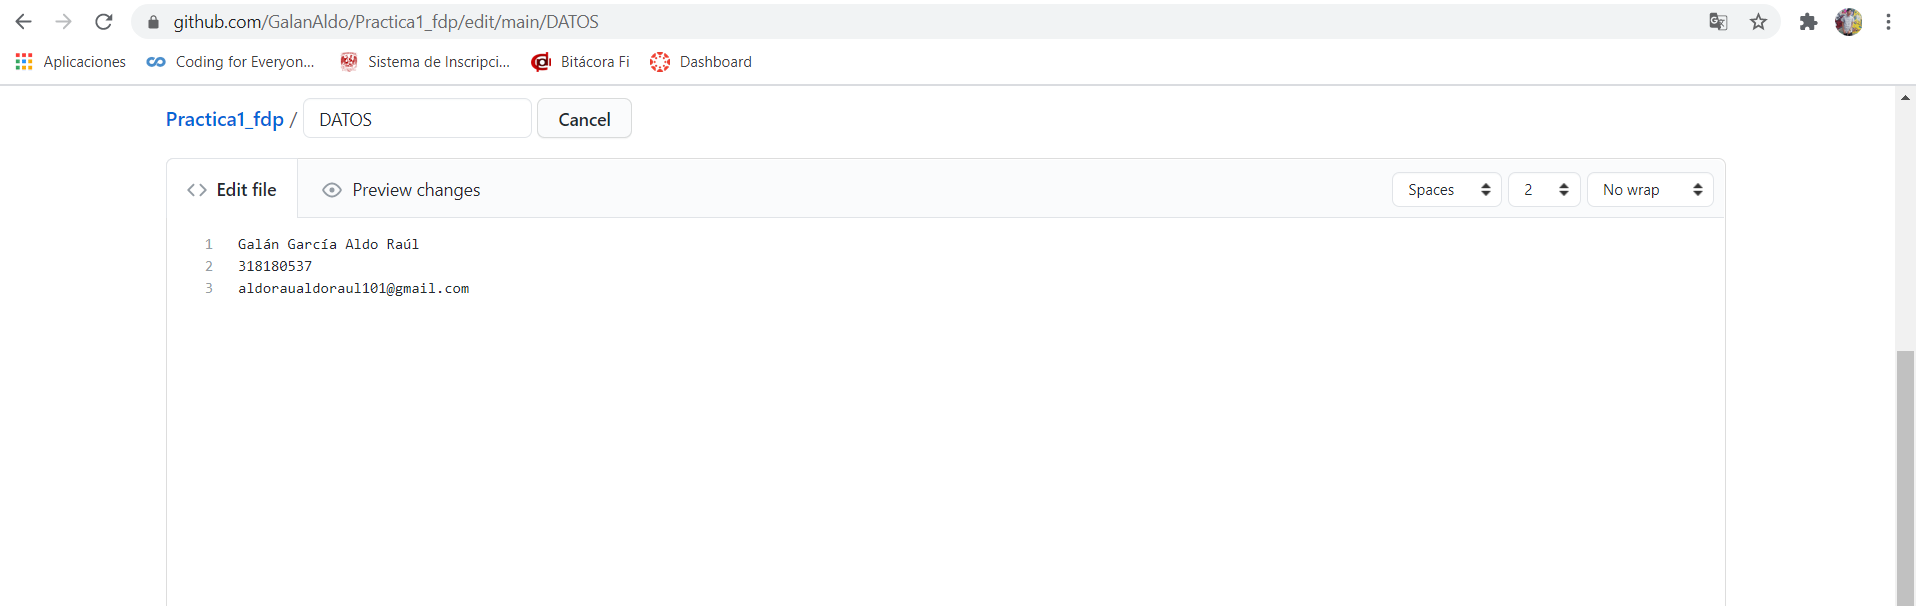 github.com/GalanAldo/Practica1_fdp/edit/main/DATOS
Aplicaciones Coding for Everyon... Sistema de Inscripci... Bitácora Fi Dashboard
Practica1_fdp / DATOS Cancel
<> Edit file Preview changes Spaces 2 No wrap
1 Galán García Aldo Raúl
2 318180537
3 aldoraualdoraul101@gmail.com